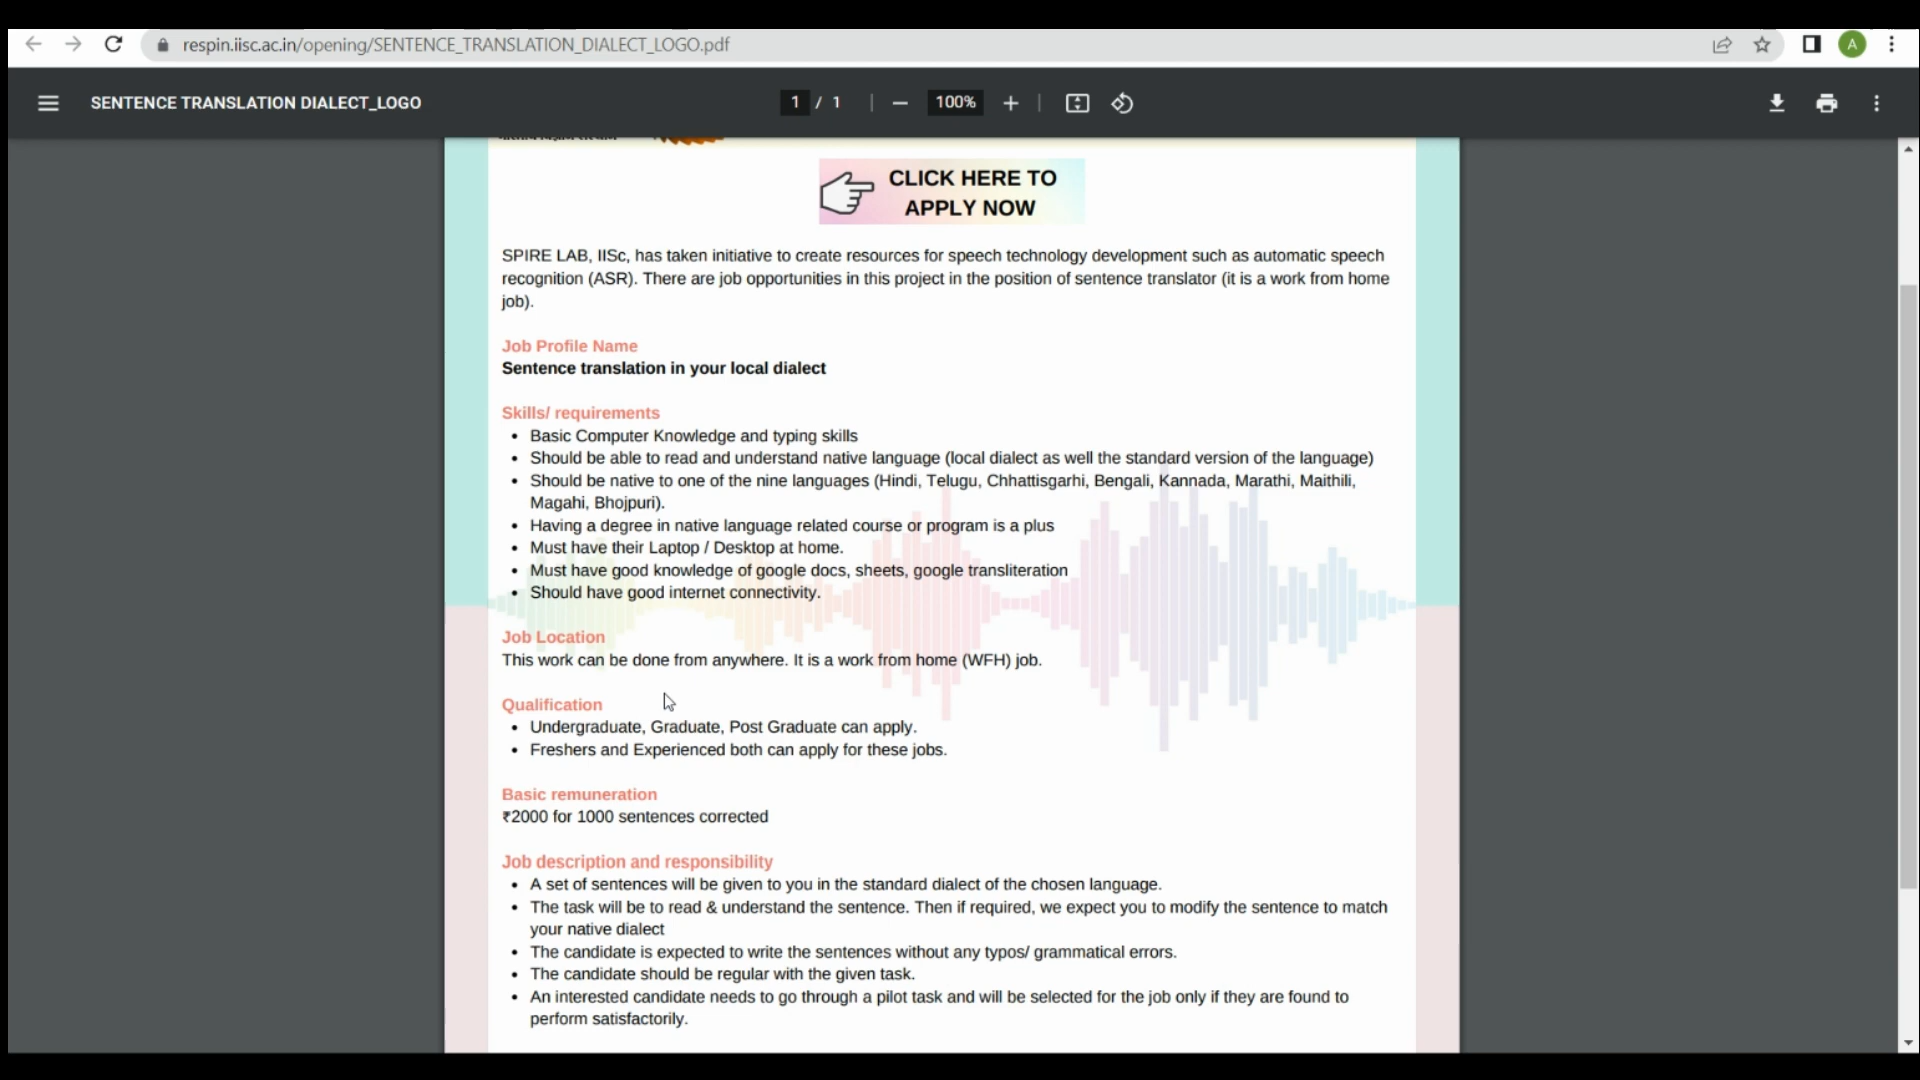 respin.iisc.ac.in/opening/SENTENCE_TRANSLATION_DIALECT_LOGO.pdf
A
SENTENCE TRANSLATION DIALECT_LOGO
1 / 1
100%
CLICK HERE TO
APPLY NOW
SPIRE LAB, IISc, has taken initiative to create resources for speech technology development such as automatic speech
recognition (ASR). There are job opportunities in this project in the position of sentence translator (it is a work from home
job).
Job Profile Name
Sentence translation in your local dialect
Skills/ requirements
• Basic Computer Knowledge and typing skills
• Should be able to read and understand native language (local dialect as well the standard version of the language)
• Should be native to one of the nine languages (Hindi, Telugu, Chhattisgarhi, Bengali, Kannada, Marathi, Maithili,
Magahi, Bhojpuri).
• Having a degree in native language related course or program is a plus
• Must have their Laptop / Desktop at home.
• Must have good knowledge of google docs, sheets, google transliteration
• Should have good internet connectivity.
Job Location
This work can be done from anywhere. It is a work from home (WFH) job.
Qualification
• Undergraduate, Graduate, Post Graduate can apply.
• Freshers and Experienced both can apply for these jobs.
Basic remuneration
₹2000 for 1000 sentences corrected
Job description and responsibility
• A set of sentences will be given to you in the standard dialect of the chosen language.
• The task will be to read & understand the sentence. Then if required, we expect you to modify the sentence to match
your native dialect
• The candidate is expected to write the sentences without any typos/ grammatical errors.
• The candidate should be regular with the given task.
• An interested candidate needs to go through a pilot task and will be selected for the job only if they are found to
perform satisfactorily.